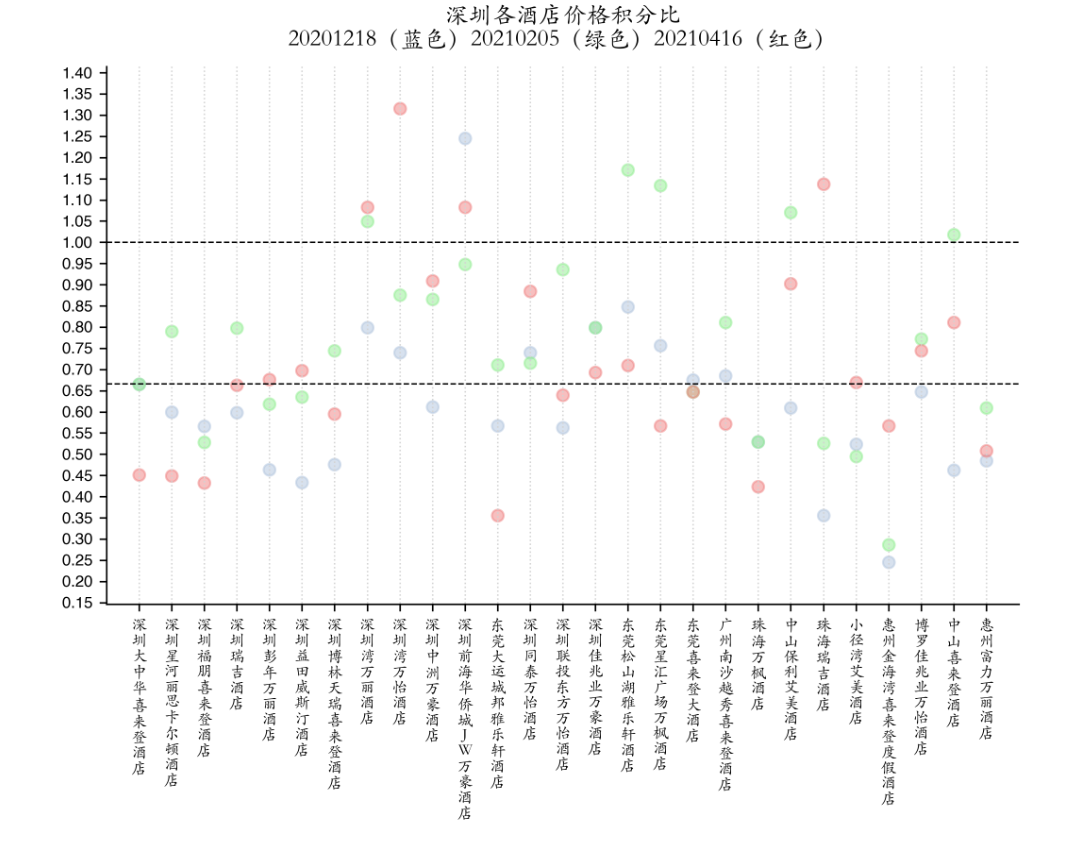 深圳各酒店价格积分比
20201218（蓝色）20210205（绿色）20210416（红色）
1.40
1.35
1.30
1.25
1.20
1.15
1.10
1.05
1.00
0.95
0.90
0.85
0.80
0.75
0.70
0.65
0.60
0.55
0.50
0.45
0.40
0.35
0.30
0.25
0.20
0.15
深圳大中华喜来登酒店
深圳星河丽思卡尔顿酒店
深圳福朋喜来登酒店
深圳瑞吉酒店
深圳彭年万丽酒店
深圳益田威斯汀酒店
深圳博林天瑞喜来登酒店
深圳湾万丽酒店
深圳湾万怡酒店
深圳中洲万豪酒店
深圳前海华侨城JW万豪酒店
东莞大运城邦雅乐轩酒店
深圳同泰万怡酒店
深圳联投东方万怡酒店
深圳佳兆业万豪酒店
东莞松山湖雅乐轩酒店
东莞星汇广场万枫酒店
东莞喜来登大酒店
广州南沙越秀喜来登酒店
珠海万枫酒店
中山保利艾美酒店
珠海瑞吉酒店
小径湾艾美酒店
惠州金海湾喜来登度假酒店
博罗佳兆业万怡酒店
中山喜来登酒店
惠州富力万丽酒店